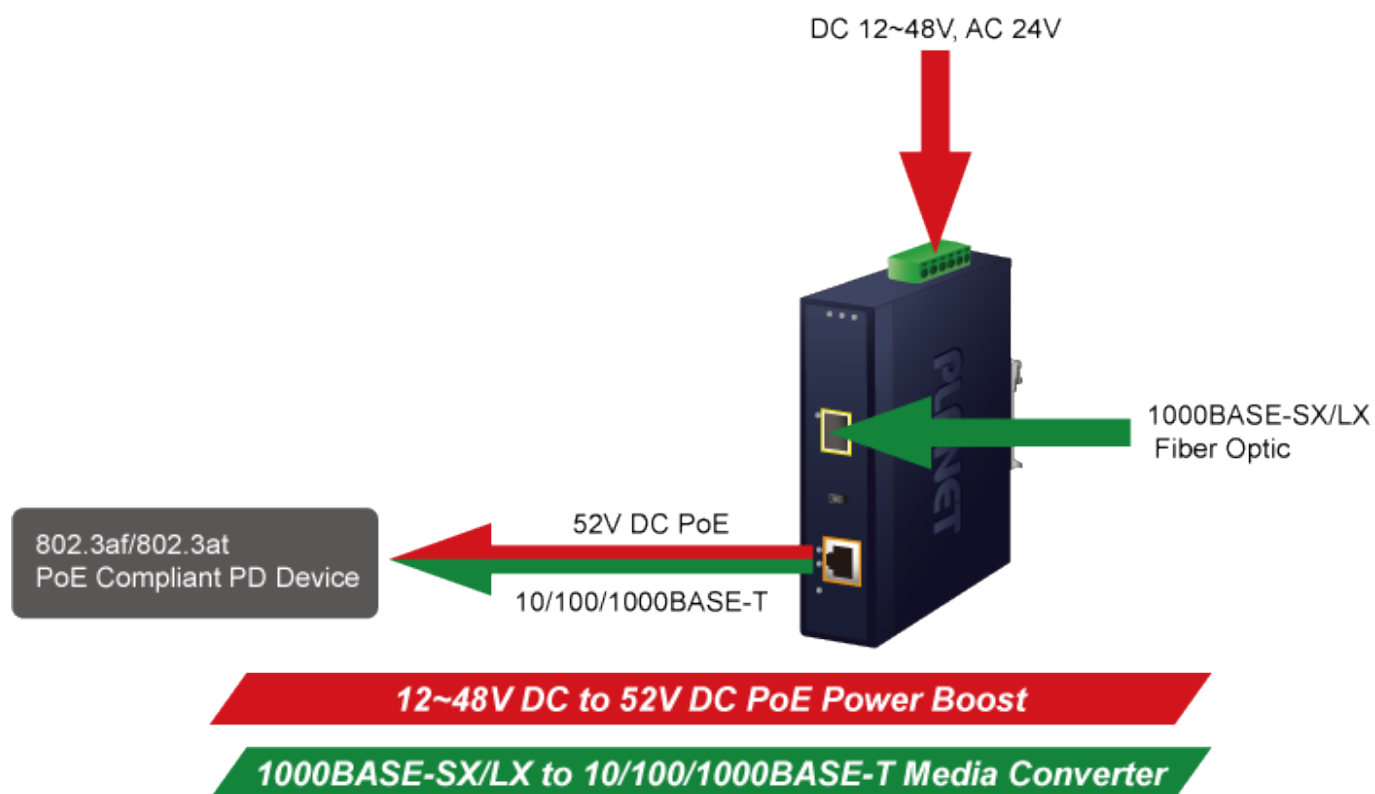 DC 12~48V, AC 24V
PLANET
1000BASE-SX/LX
Fiber Optic
52V DC PoE
802.3af/802.3at
PoE Compliant PD Device
10/100/1000BASE-T
12~48V DC to 52V DC PoE Power Boost
1000BASE-SX/LX to 10/100/1000BASE-T Media Converter